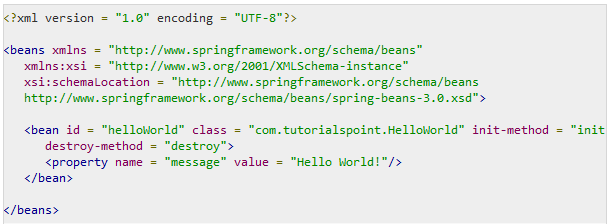 <?xml version = "1.0" encoding = "UTF-8"?>
<beans xmlns = "http://www.springframework.org/schema/beans"
xmlns:xsi = "http://www.w3.org/2001/XMLSchema-instance"
xsi:schemaLocation = "http://www.springframework.org/schema/beans
http://www.springframework.org/schema/beans/spring-beans-3.0.xsd">
<bean id = "helloWorld" class = "com.tutorialspoint.HelloWorld" init-method = "init
destroy-method = "destroy">
<property name = "message" value = "Hello World!"/>
</bean>
</beans>